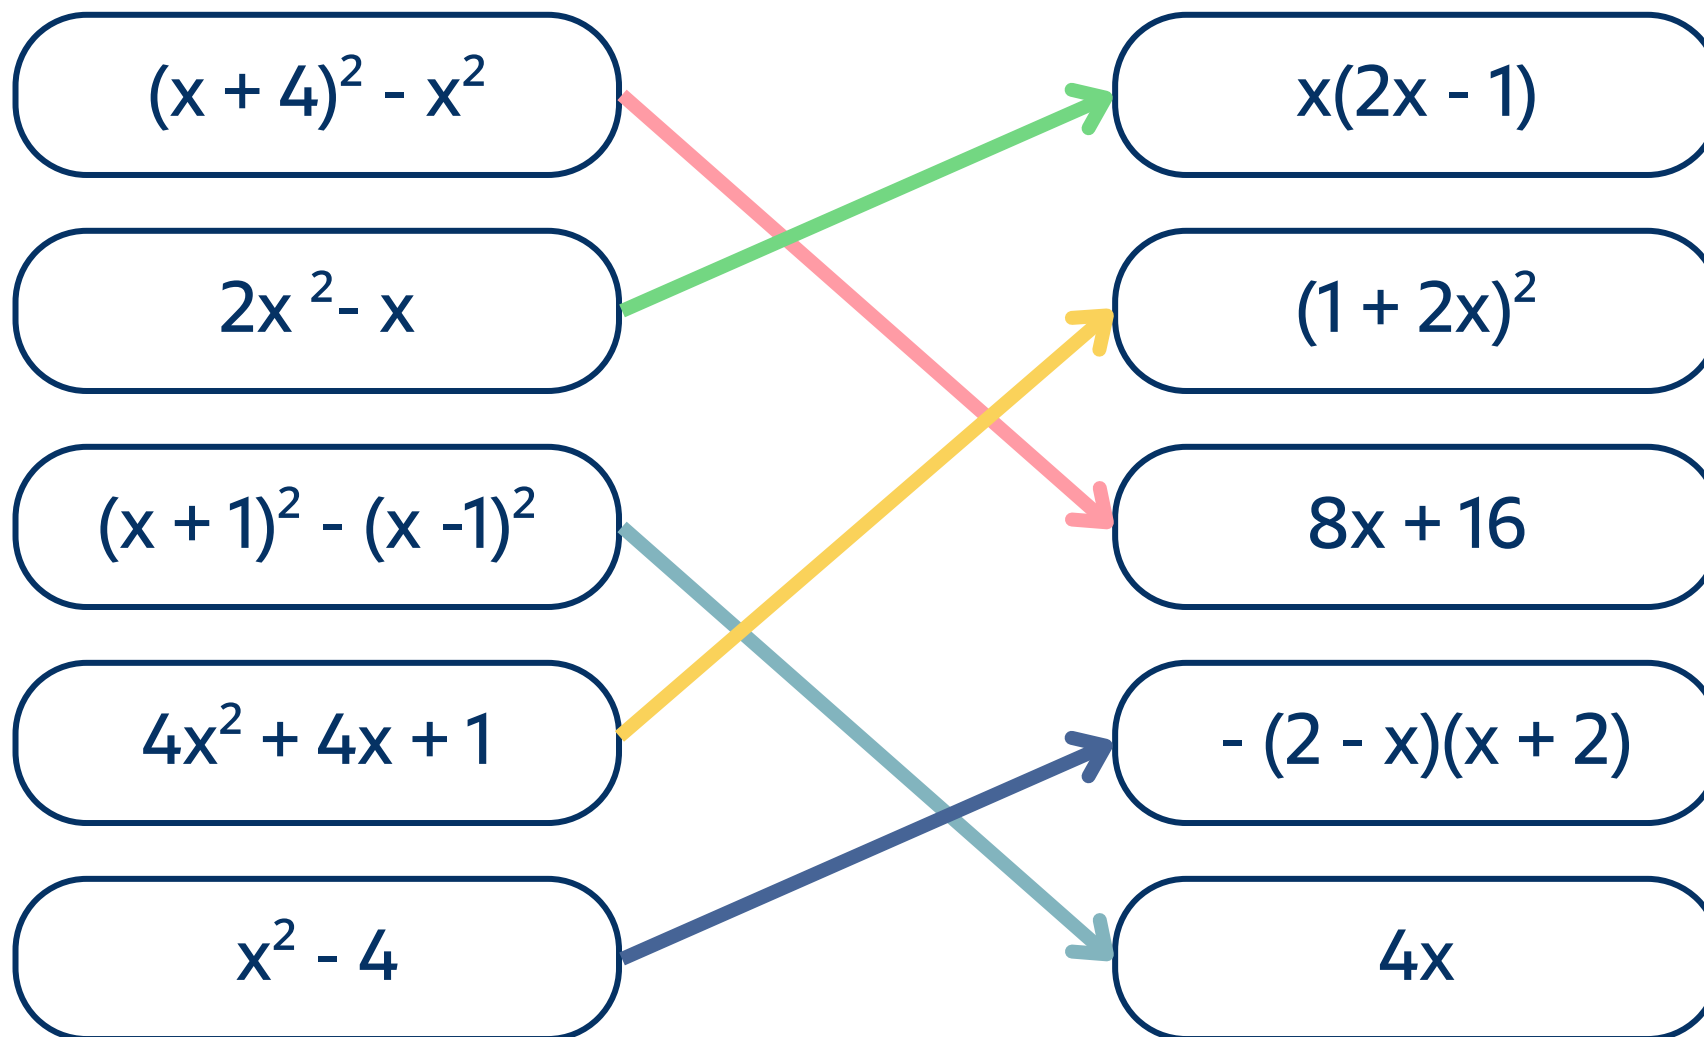 (x + 4)² - x²
x(2x - 1)
2x ²- x
(1 + 2x)²
(x + 1)² - (x -1)²
8x + 16
4x² + 4x + 1
- (2 - x)(x + 2)
x² - 4
4x